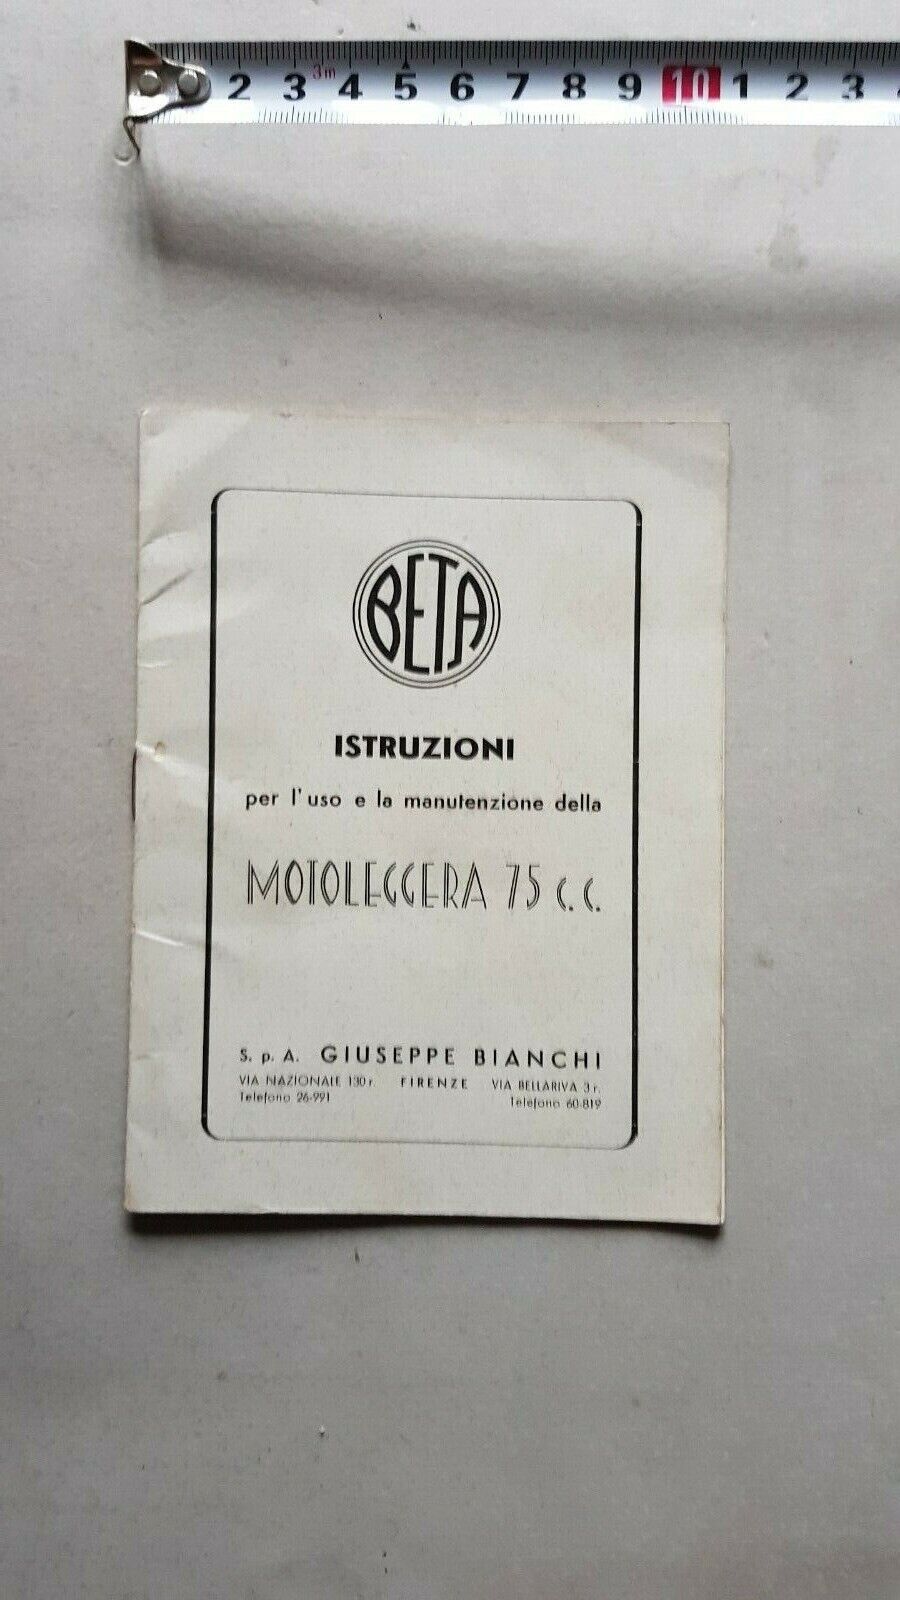 2 3 3m 4 5 6 7 8 9 10 1 2 3
BETA
ISTRUZIONI
per l'uso e la manutenzione della
MOTOLEGGERA 75 c.c.
S. p. A. GIUSEPPE BIANCHI
VIA NAZIONALE 130 r. FIRENZE VIA BELLARIVA 3 r.
Telefono 26-991 Telefono 60-819